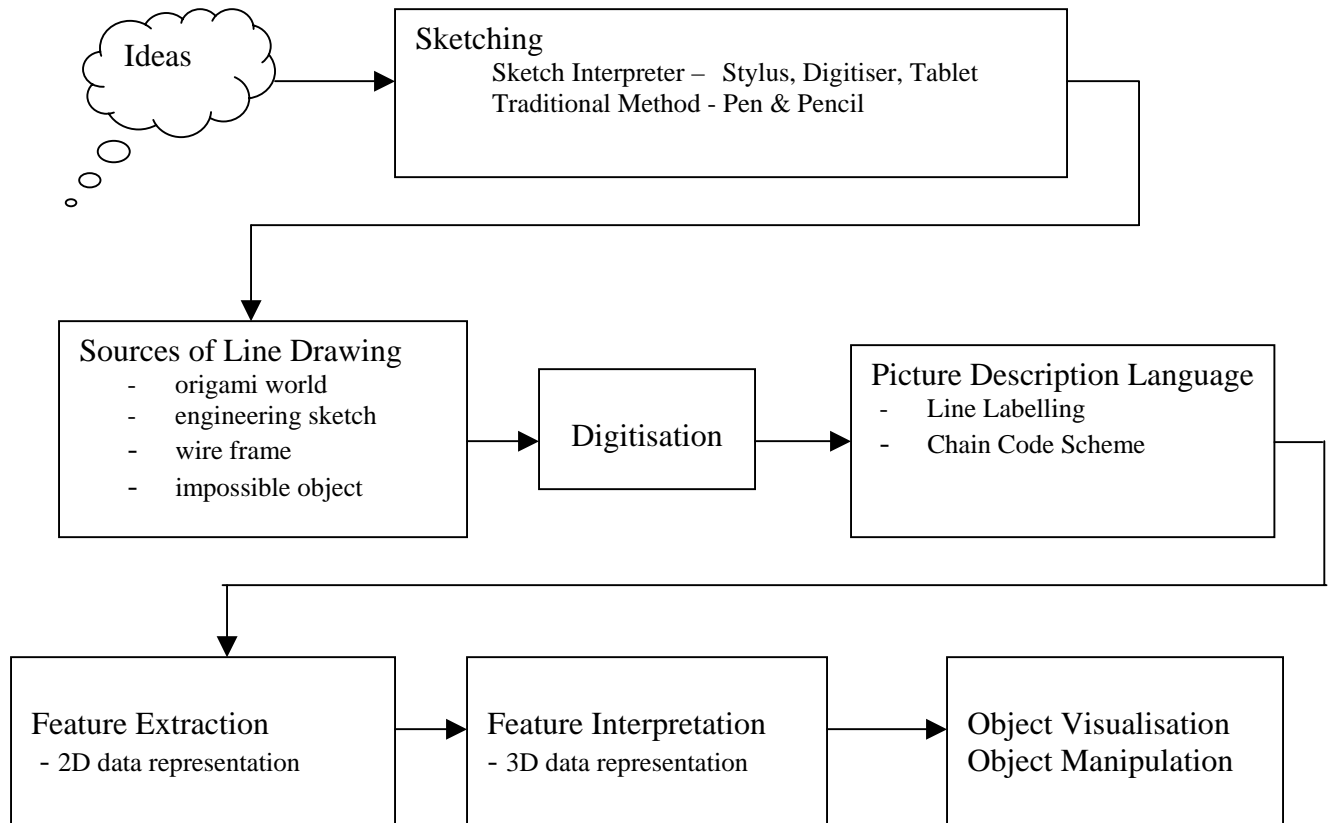 Ideas
Sketching
Sketch Interpreter – Stylus, Digitiser, Tablet
Traditional Method - Pen & Pencil
Sources of Line Drawing
- origami world
- engineering sketch
- wire frame
- impossible object
Digitisation
Picture Description Language
- Line Labelling
- Chain Code Scheme
Feature Extraction
- 2D data representation
Feature Interpretation
- 3D data representation
Object Visualisation
Object Manipulation